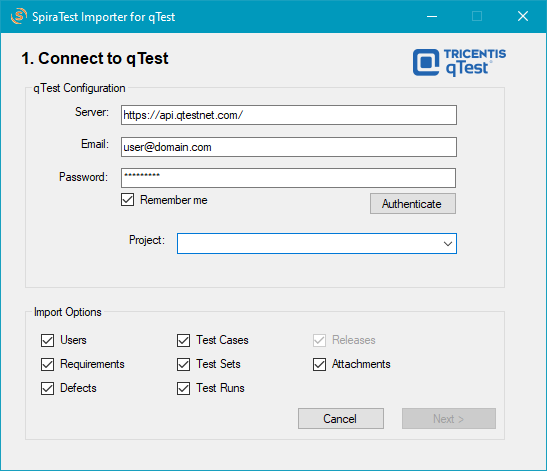 SpiraTest Importer for qTest
1. Connect to qTest
TRICENTIS
qTest
qTest Configuration
Server: https://api.qtestnet.com/
Email: user@domain.com
Password: *********
Remember me
Authenticate
Project:
Import Options
Users Test Cases Releases
Requirements Test Sets Attachments
Defects Test Runs
Cancel Next >